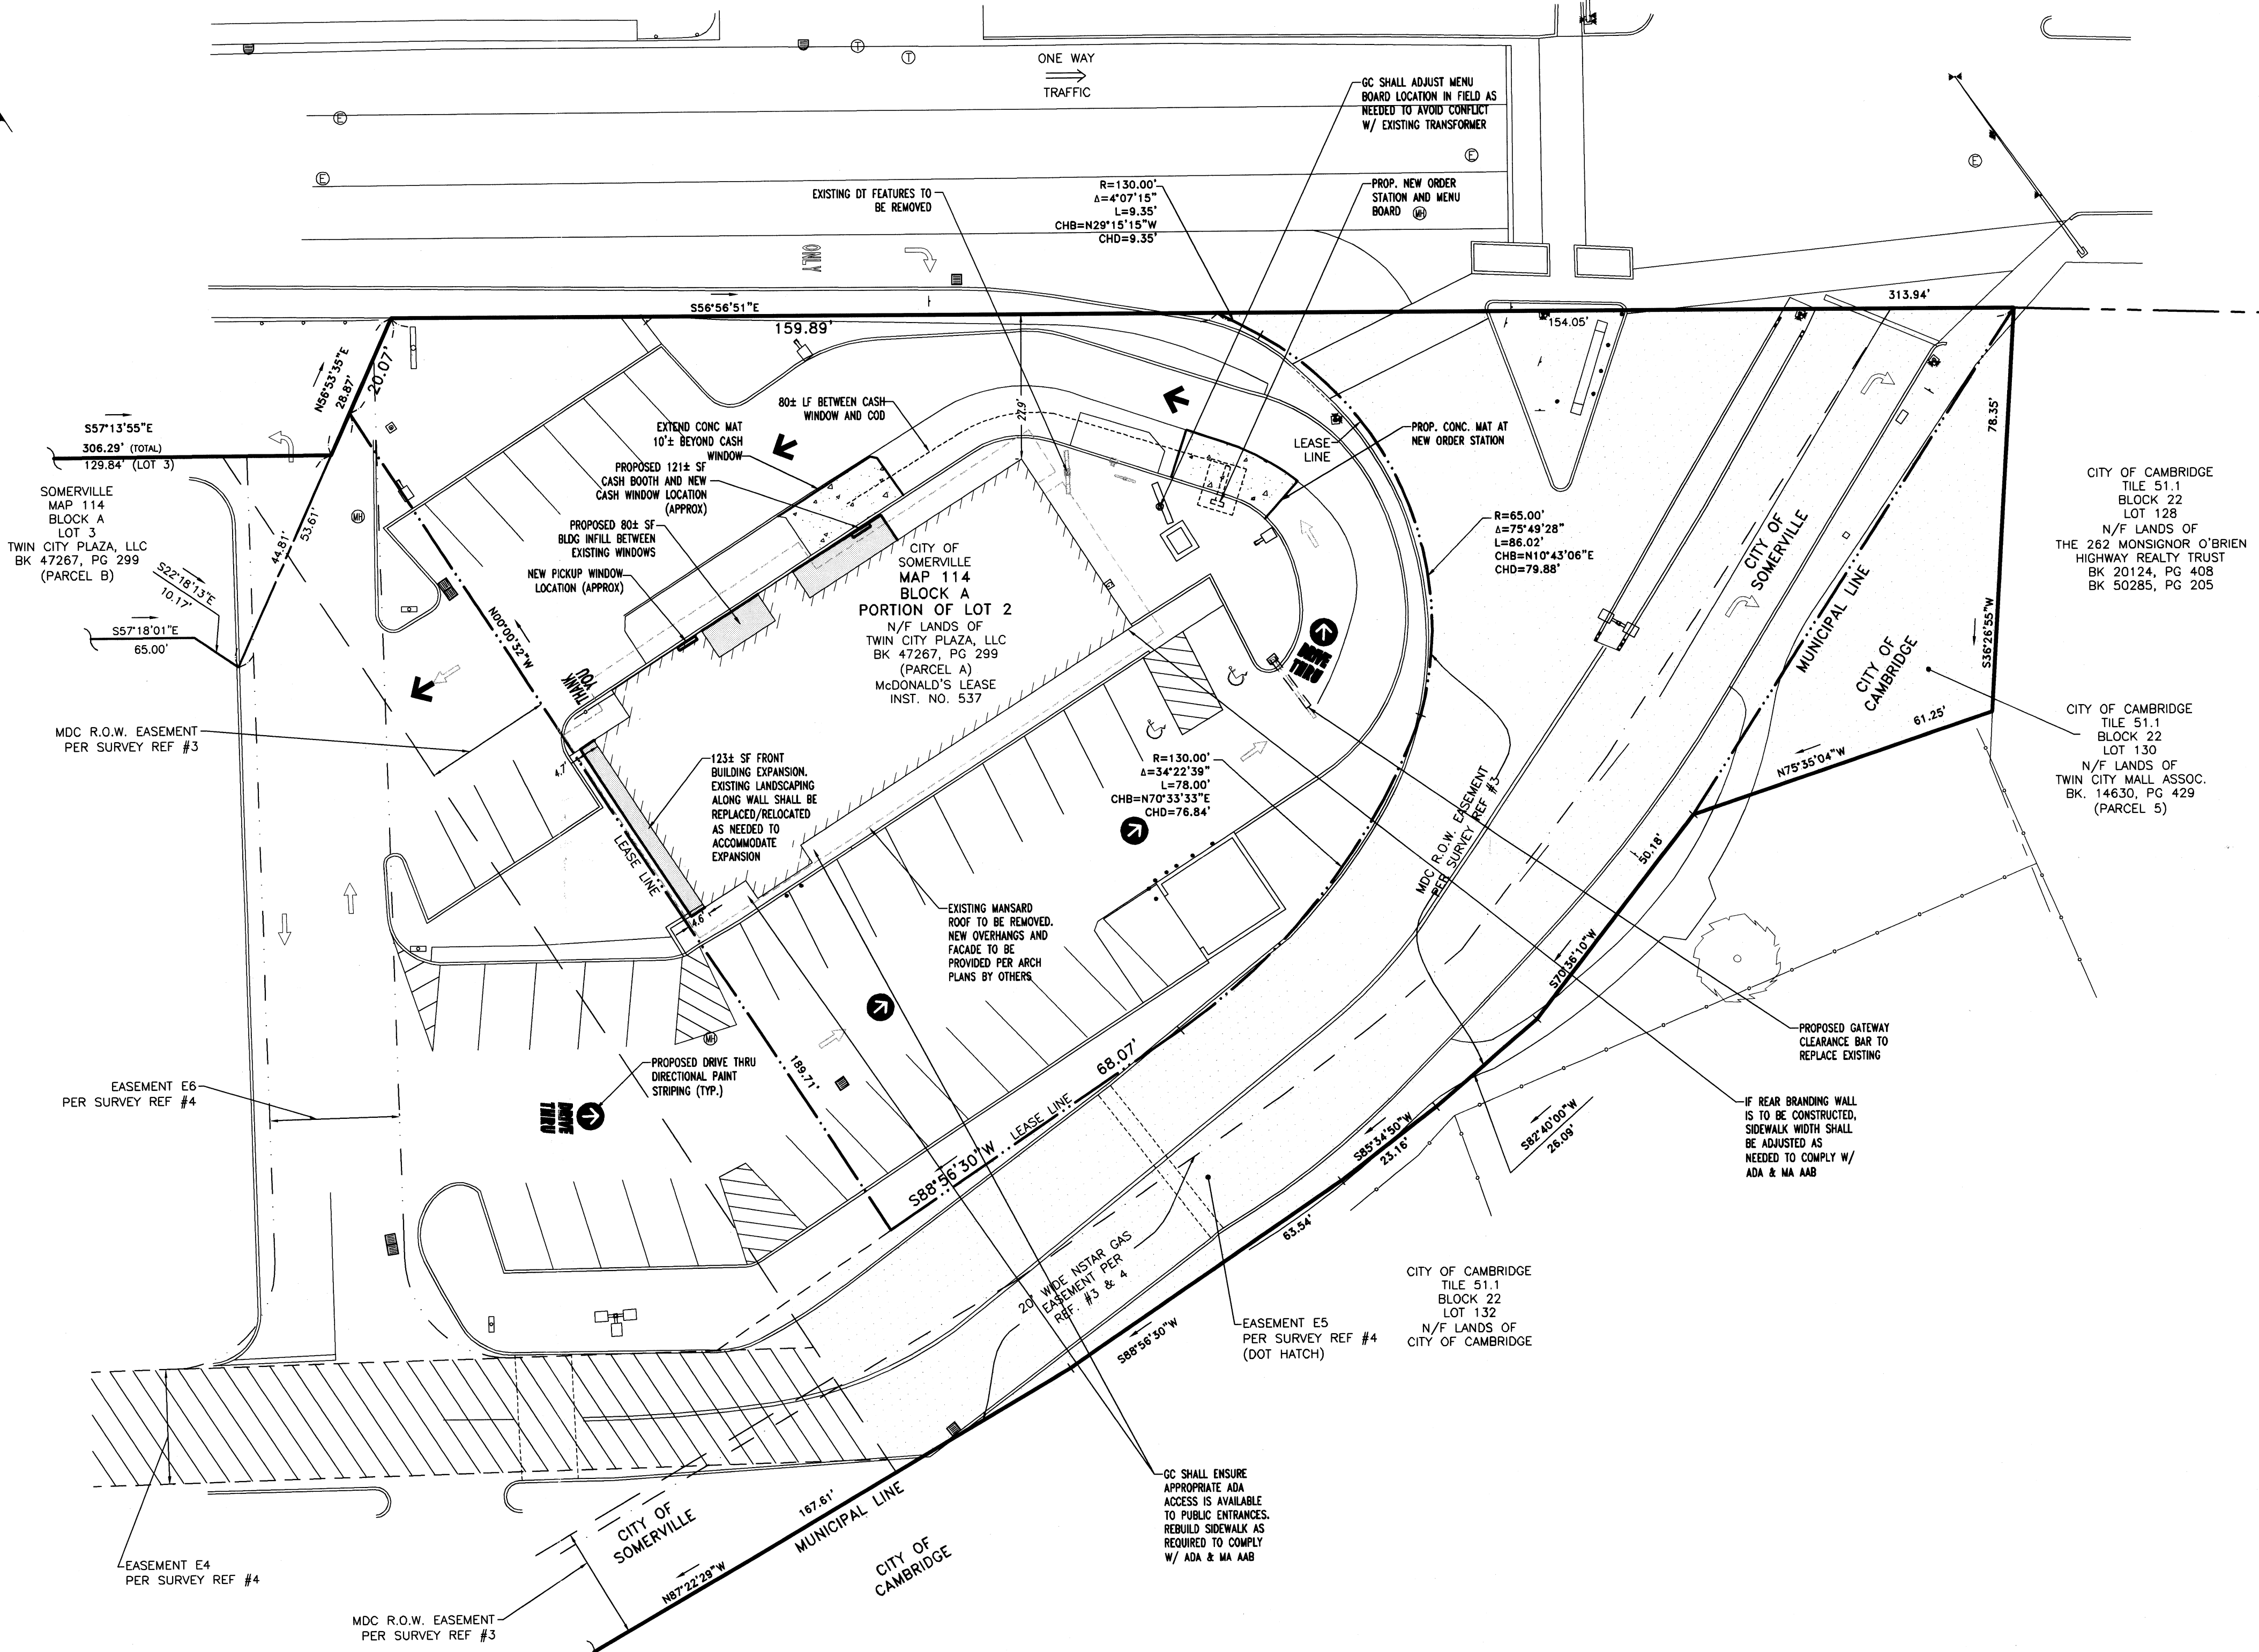 ONE WAY
TRAFFIC
GC SHALL ADJUST MENU
BOARD LOCATION IN FIELD AS
NEEDED TO AVOID CONFLICT
W/ EXISTING TRANSFORMER
EXISTING DT FEATURES TO
BE REMOVED
R=130.00'
Δ=4°07'15"
L=9.35'
CHB=N29°15'15"W
CHD=9.35'
PROP. NEW ORDER
STATION AND MENU
BOARD
MH
T
T
E
E
E
E
ONLY
S56°56'51"E
159.89'
154.05'
313.94'
N56°53'35"E
28.87'
20.07'
S57°13'55"E
306.29' (TOTAL)
129.84' (LOT 3)
SOMERVILLE
MAP 114
BLOCK A
LOT 3
TWIN CITY PLAZA, LLC
BK 47267, PG 299
(PARCEL B)
44.81'
53.61'
S22°18'13"E
10.17'
S57°18'01"E
65.00'
MH
27.9'
80± LF BETWEEN CASH
WINDOW AND COD
EXTEND CONC MAT
10'± BEYOND CASH
WINDOW
PROPOSED 121± SF
CASH BOOTH AND NEW
CASH WINDOW LOCATION
(APPROX)
PROPOSED 80± SF
BLDG INFILL BETWEEN
EXISTING WINDOWS
NEW PICKUP WINDOW
LOCATION (APPROX)
LEASE
LINE
PROP. CONC. MAT AT
NEW ORDER STATION
CITY OF
SOMERVILLE
MAP 114
BLOCK A
PORTION OF LOT 2
N/F LANDS OF
TWIN CITY PLAZA, LLC
BK 47267, PG 299
(PARCEL A)
McDONALD'S LEASE
INST. NO. 537
R=65.00'
Δ=75°49'28"
L=86.02'
CHB=N10°43'06"E
CHD=79.88'
CITY OF
SOMERVILLE
MUNICIPAL LINE
CITY OF
CAMBRIDGE
78.35'
S36°26'55"W
CITY OF CAMBRIDGE
TILE 51.1
BLOCK 22
LOT 128
N/F LANDS OF
THE 262 MONSIGNOR O'BRIEN
HIGHWAY REALTY TRUST
BK 20124, PG 408
BK 50285, PG 205
N00°00'32"W
THANK
YOU
DRIVE
THRU
MDC R.O.W. EASEMENT
PER SURVEY REF #3
61.25'
N75°35'04"W
CITY OF CAMBRIDGE
TILE 51.1
BLOCK 22
LOT 130
N/F LANDS OF
TWIN CITY MALL ASSOC.
BK. 14630, PG 429
(PARCEL 5)
4.7'
123± SF FRONT
BUILDING EXPANSION.
EXISTING LANDSCAPING
ALONG WALL SHALL BE
REPLACED/RELOCATED
AS NEEDED TO
ACCOMMODATE
EXPANSION
R=130.00'
Δ=34°22'39"
L=78.00'
CHB=N70°33'33"E
CHD=76.84'
LEASE LINE
MDC R.O.W. EASEMENT
PER SURVEY REF #3
50.18'
S70°36'10"W
4.6'
EXISTING MANSARD
ROOF TO BE REMOVED.
NEW OVERHANGS AND
FACADE TO BE
PROVIDED PER ARCH
PLANS BY OTHERS
MH
PROPOSED DRIVE THRU
DIRECTIONAL PAINT
STRIPING (TYP.)
DRIVE
THRU
189.71'
68.07'
LEASE LINE
S88°56'30"W
EASEMENT E6
PER SURVEY REF #4
PROPOSED GATEWAY
CLEARANCE BAR TO
REPLACE EXISTING
IF REAR BRANDING WALL
IS TO BE CONSTRUCTED,
SIDEWALK WIDTH SHALL
BE ADJUSTED AS
NEEDED TO COMPLY W/
ADA & MA AAB
S82°40'00"W
26.09'
S85°34'50"W
23.16'
63.54'
S88°56'30"W
20' WIDE NSTAR GAS
EASEMENT PER
REF. #3 & 4
EASEMENT E5
PER SURVEY REF #4
(DOT HATCH)
CITY OF CAMBRIDGE
TILE 51.1
BLOCK 22
LOT 132
N/F LANDS OF
CITY OF CAMBRIDGE
GC SHALL ENSURE
APPROPRIATE ADA
ACCESS IS AVAILABLE
TO PUBLIC ENTRANCES.
REBUILD SIDEWALK AS
REQUIRED TO COMPLY
W/ ADA & MA AAB
167.61'
MUNICIPAL LINE
CITY OF
SOMERVILLE
CITY OF
CAMBRIDGE
N87°22'29"W
EASEMENT E4
PER SURVEY REF #4
MDC R.O.W. EASEMENT
PER SURVEY REF #3